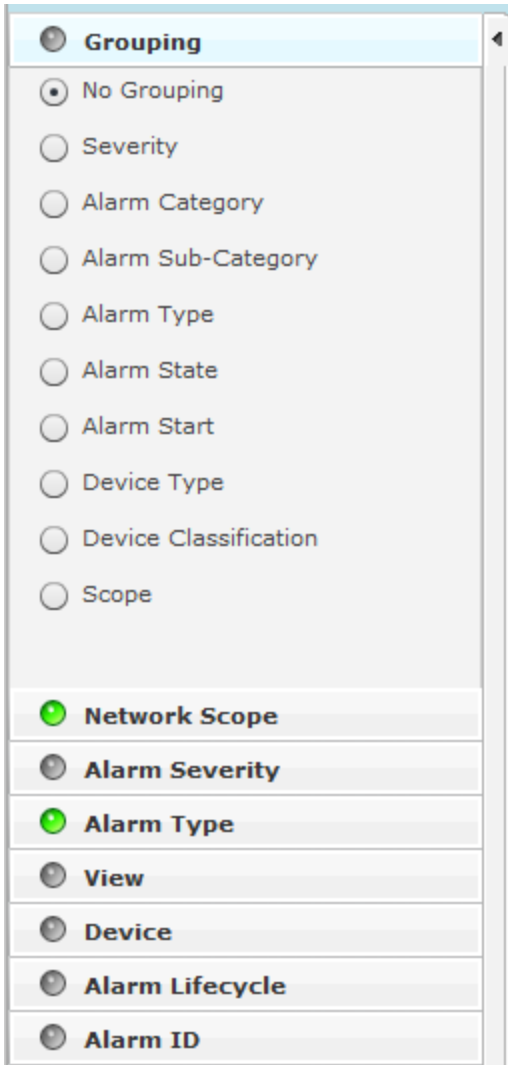 Grouping
No Grouping
Severity
Alarm Category
Alarm Sub-Category
Alarm Type
Alarm State
Alarm Start
Device Type
Device Classification
Scope
Network Scope
Alarm Severity
Alarm Type
View
Device
Alarm Lifecycle
Alarm ID